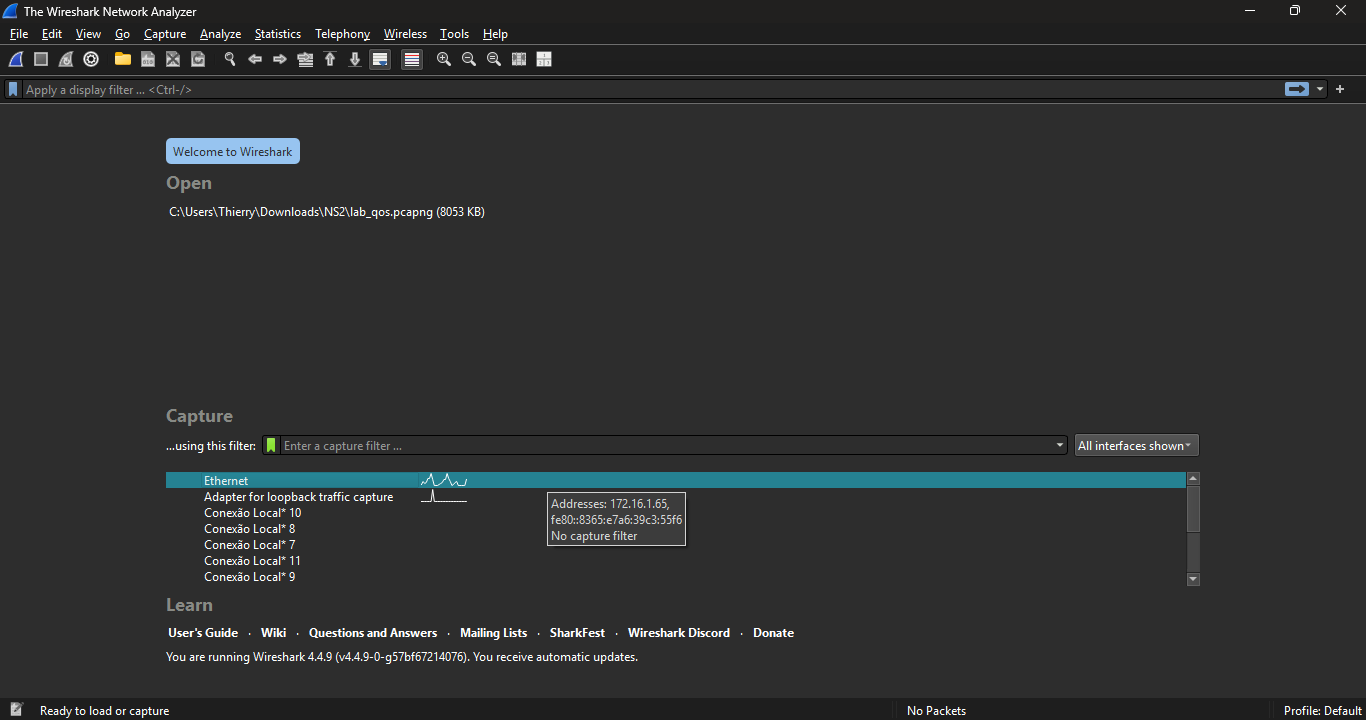 The Wireshark Network Analyzer
File Edit View Go Capture Analyze Statistics Telephony Wireless Tools Help
Apply a display filter ... <Ctrl-/>
Welcome to Wireshark
Open
C:\Users\Thierry\Downloads\NS2\lab_qos.pcapng (8053 KB)
Capture
...using this filter: Enter a capture filter ... All interfaces shown
Ethernet
Adapter for loopback traffic capture
Addresses: 172.16.1.65,
Conexão Local* 10
fe80::8365:e7a6:39c3:55f6
Conexão Local* 8
No capture filter
Conexão Local* 7
Conexão Local* 11
Conexão Local* 9
Learn
User's Guide · Wiki · Questions and Answers · Mailing Lists · SharkFest · Wireshark Discord · Donate
You are running Wireshark 4.4.9 (v4.4.9-0-g57bf67214076). You receive automatic updates.
Ready to load or capture No Packets Profile: Default